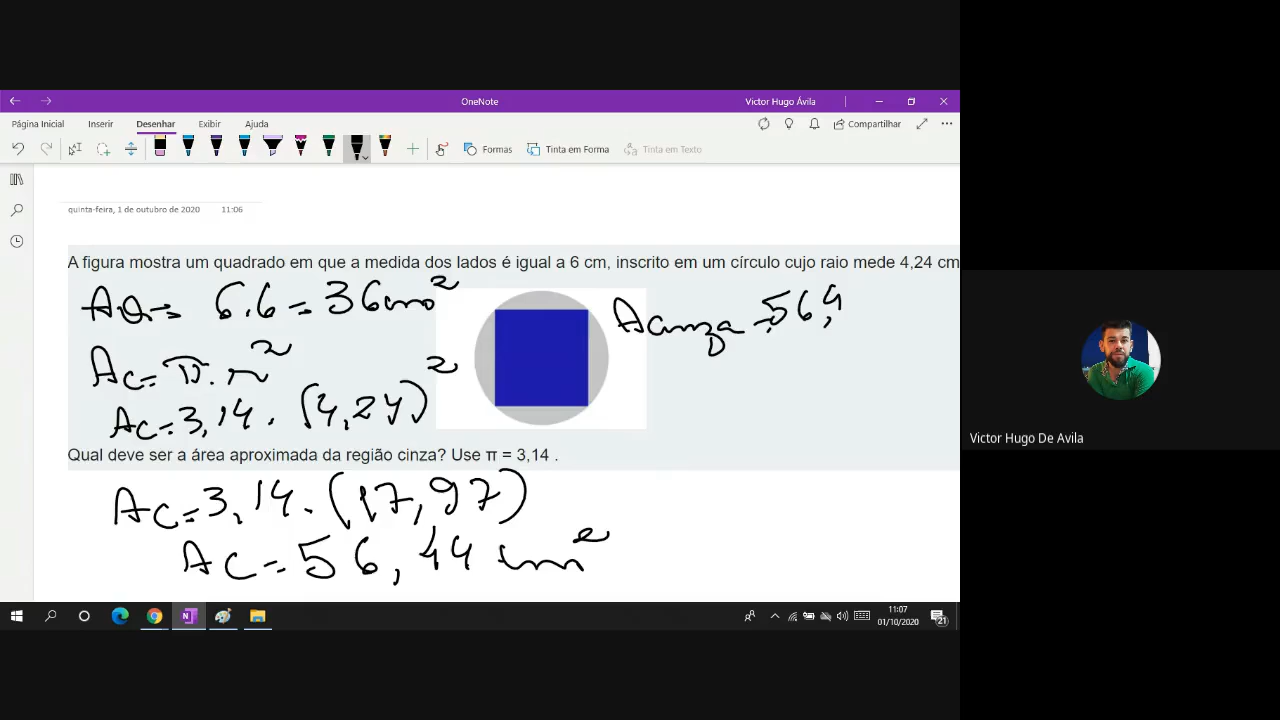 OneNote
Victor Hugo Ávila
Página Inicial Inserir Desenhar Exibir Ajuda
Compartilhar
Formas Tinta em Forma Tinta em Texto
quinta-feira, 1 de outubro de 2020 11:06
A figura mostra um quadrado em que a medida dos lados é igual a 6 cm, inscrito em um círculo cujo raio mede 4,24 cm
AQ = 6.6 = 36cm²
Acinza = 56,4
Ac = π.r²
Ac = 3,14 . (4,24)²
Qual deve ser a área aproximada da região cinza? Use π = 3,14 .
Ac = 3,14 . (17,97)
Ac = 56,44 cm²
Victor Hugo De Avila
11:07
01/10/2020
21